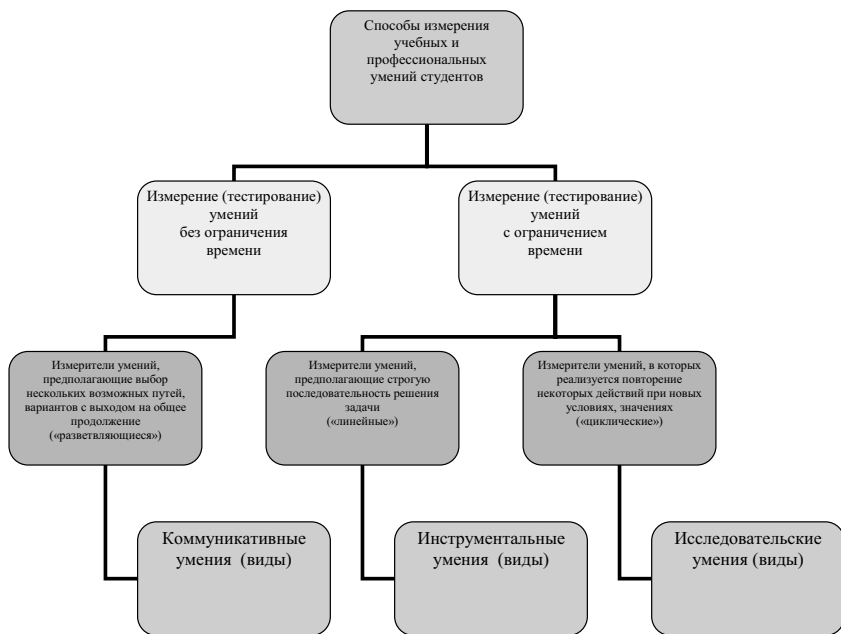 Способы измерения
учебных и
профессиональных
умений студентов
Измерение (тестирование)
умений
без ограничения
времени
Измерение (тестирование)
умений
с ограничением
времени
Измерители умений,
предполагающие выбор
нескольких возможных путей,
вариантов с выходом на общее
продолжение
(«разветвляющиеся»)
Измерители умений,
предполагающие строгую
последовательность решения
задачи
(«линейные»)
Измерители умений, в которых
реализуется повторение
некоторых действий при новых
условиях, значениях
(«циклические»)
Коммуникативные
умения (виды)
Инструментальные
умения (виды)
Исследовательские
умения (виды)